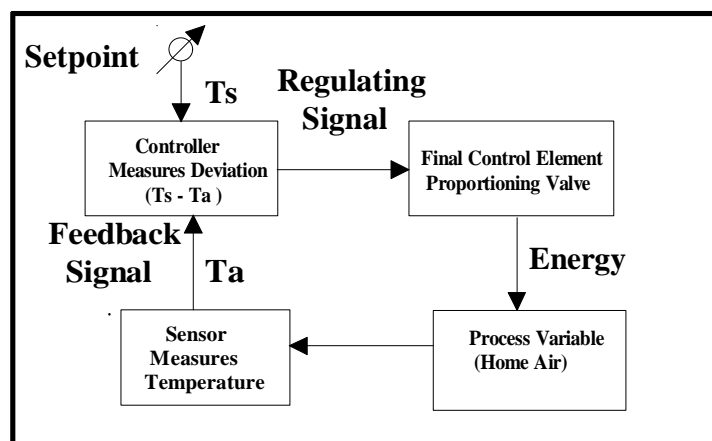 Setpoint
Ts
Regulating
Signal
Controller
Measures Deviation
(Ts - Ta )
Final Control Element
Proportioning Valve
Feedback
Signal
Ta
Energy
Sensor
Measures
Temperature
Process Variable
(Home Air)